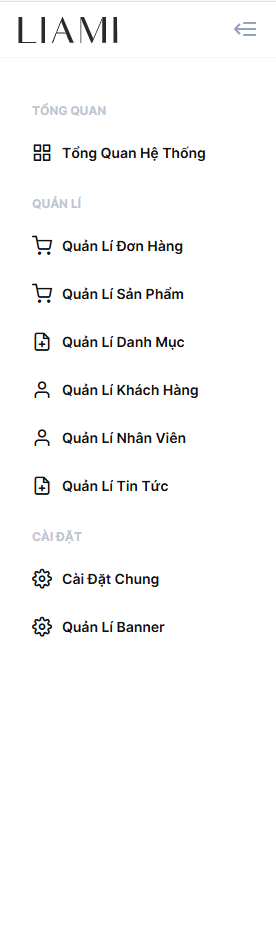 LIAMI
TỔNG QUAN
Tổng Quan Hệ Thống
QUẢN LÍ
Quản Lí Đơn Hàng
Quản Lí Sản Phẩm
Quản Lí Danh Mục
Quản Lí Khách Hàng
Quản Lí Nhân Viên
Quản Lí Tin Tức
CÀI ĐẶT
Cài Đặt Chung
Quản Lí Banner